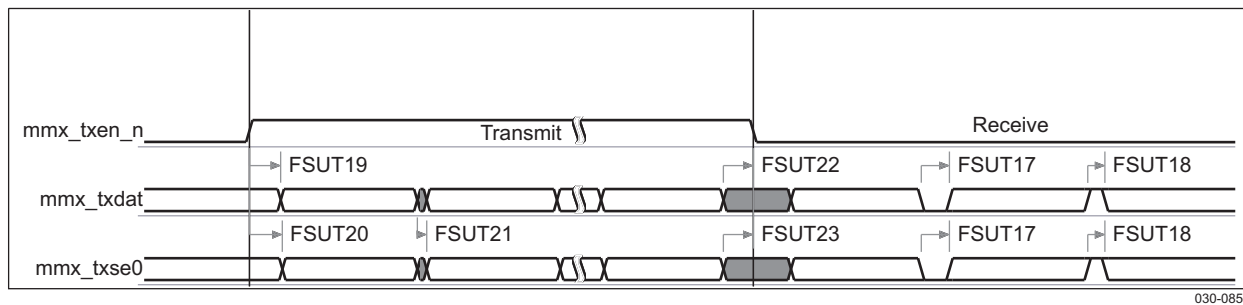 mmx_txen_n
Transmit
Receive
FSUT19
FSUT22
FSUT17
FSUT18
mmx_txdat
FSUT20
FSUT21
FSUT23
FSUT17
FSUT18
mmx_txse0
030-085